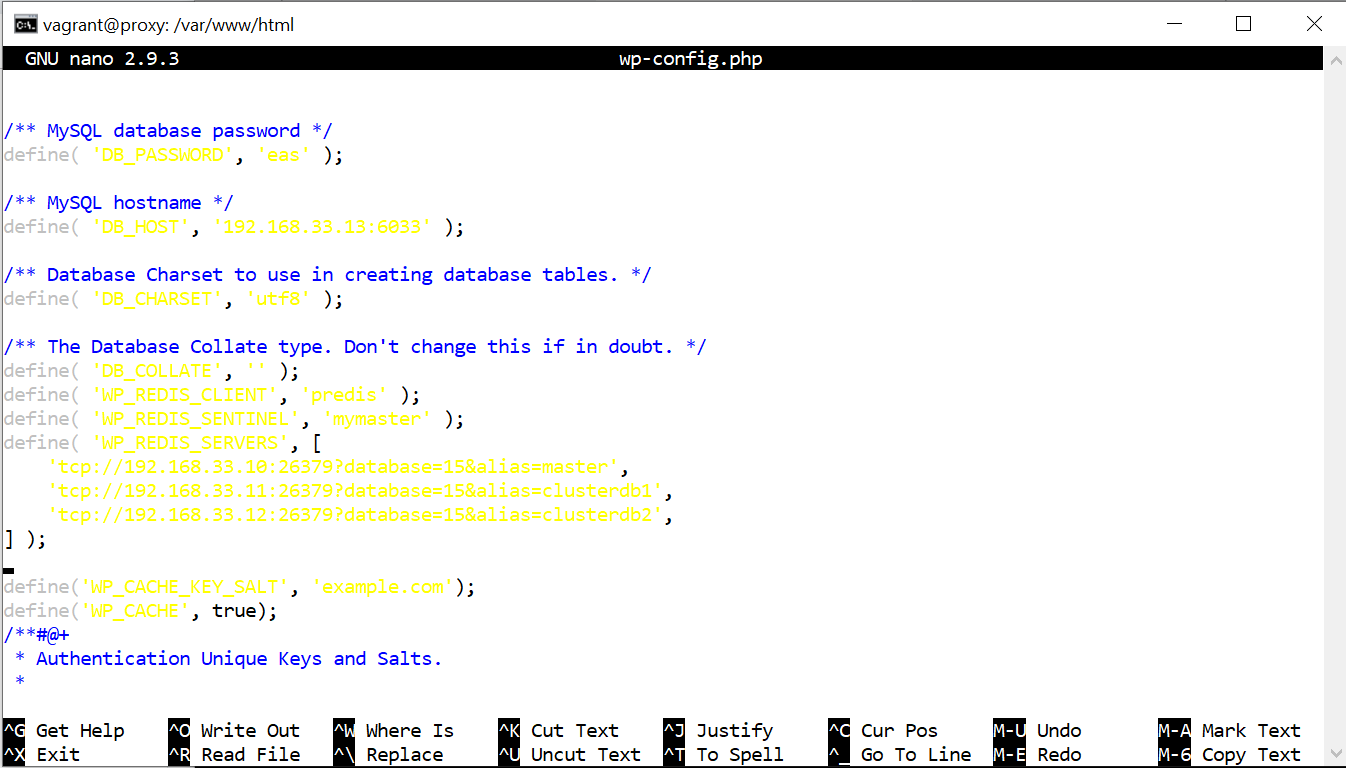 vagrant@proxy: /var/www/html
GNU nano 2.9.3 wp-config.php
/** MySQL database password */
define( 'DB_PASSWORD', 'eas' );
/** MySQL hostname */
define( 'DB_HOST', '192.168.33.13:6033' );
/** Database Charset to use in creating database tables. */
define( 'DB_CHARSET', 'utf8' );
/** The Database Collate type. Don't change this if in doubt. */
define( 'DB_COLLATE', '' );
define( 'WP_REDIS_CLIENT', 'predis' );
define( 'WP_REDIS_SENTINEL', 'mymaster' );
define( 'WP_REDIS_SERVERS', [
    'tcp://192.168.33.10:26379?database=15&alias=master',
    'tcp://192.168.33.11:26379?database=15&alias=clusterdb1',
    'tcp://192.168.33.12:26379?database=15&alias=clusterdb2',
] );
define('WP_CACHE_KEY_SALT', 'example.com');
define('WP_CACHE', true);
/**#@+
 * Authentication Unique Keys and Salts.
 *
^G Get Help ^O Write Out ^W Where Is ^K Cut Text ^J Justify ^C Cur Pos M-U Undo M-A Mark Text
^X Exit ^R Read File ^\ Replace ^U Uncut Text ^T To Spell ^_ Go To Line M-E Redo M-6 Copy Text